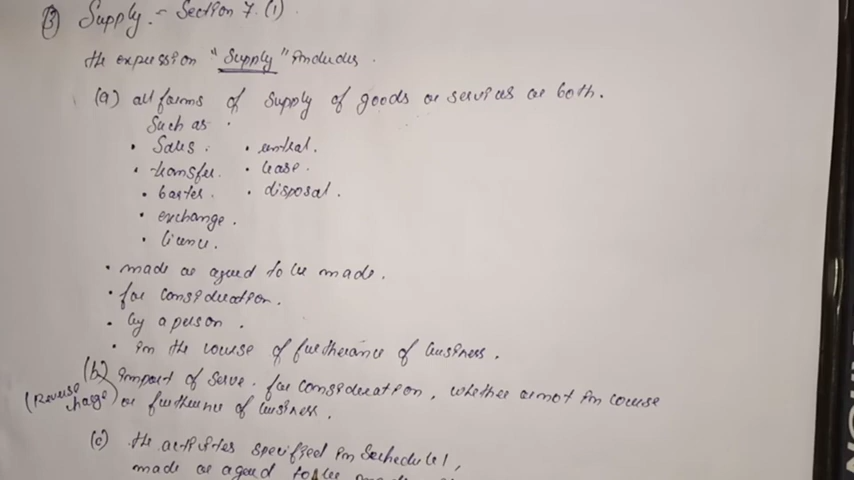 (B) Supply. - Section 7.(1)
the expression "Supply" includes.
(a) all forms of supply of goods or services or both.
Such as.
• Sales. • rental.
• transfer. • lease.
• barter. • disposal.
• exchange.
• licence.
• made or agreed to be made.
• for consideration.
• by a person.
• in the course of furtherance of business.
(b) import of serve. for consideration, whether or not in course
(Reverse charge) or furtherance of business.
(c) the activites specified in Schedule 1,
made or agreed to be made